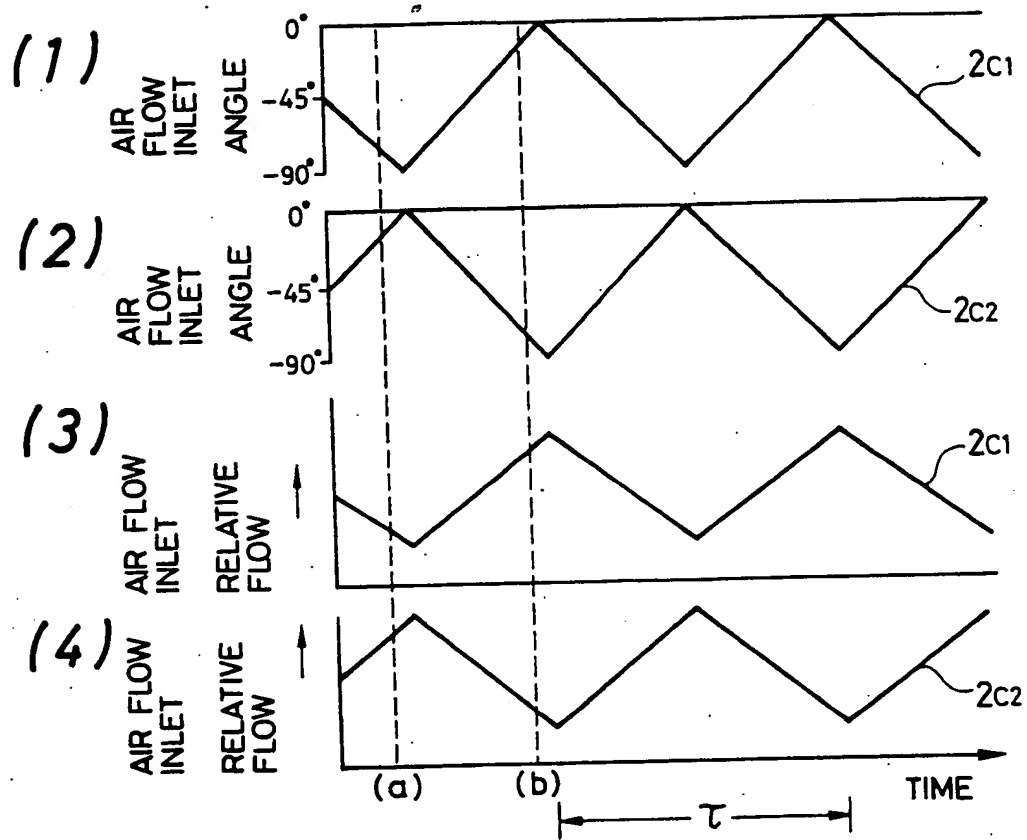 (1)
AIR
FLOW
INLET
ANGLE
0°
-45°
-90°
2C1
(2)
AIR
FLOW
INLET
ANGLE
0°
-45°
-90°
2C2
(3)
AIR FLOW
INLET
RELATIVE
FLOW
2C1
(4)
AIR FLOW
INLET
RELATIVE
FLOW
2C2
(a)
(b)
TIME
τ